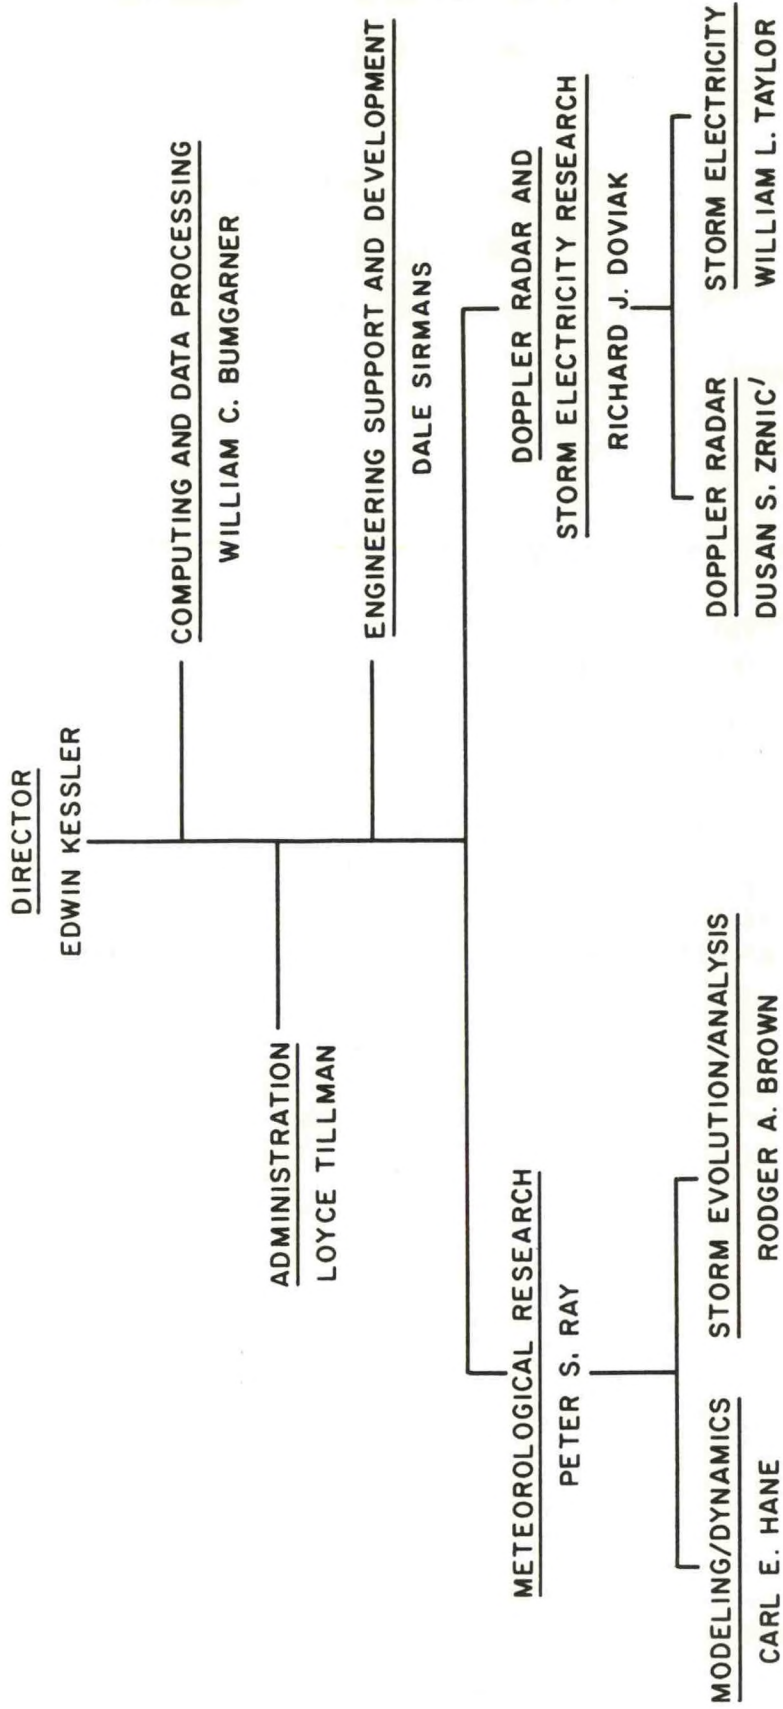 DIRECTOR
EDWIN KESSLER
COMPUTING AND DATA PROCESSING
WILLIAM C. BUMGARNER
ADMINISTRATION
LOYCE TILLMAN
ENGINEERING SUPPORT AND DEVELOPMENT
DALE SIRMANS
METEOROLOGICAL RESEARCH
PETER S. RAY
DOPPLER RADAR AND
STORM ELECTRICITY RESEARCH
RICHARD J. DOVIAK
MODELING/DYNAMICS
CARL E. HANE
STORM EVOLUTION/ANALYSIS
RODGER A. BROWN
DOPPLER RADAR
DUSAN S. ZRNIC'
STORM ELECTRICITY
WILLIAM L. TAYLOR